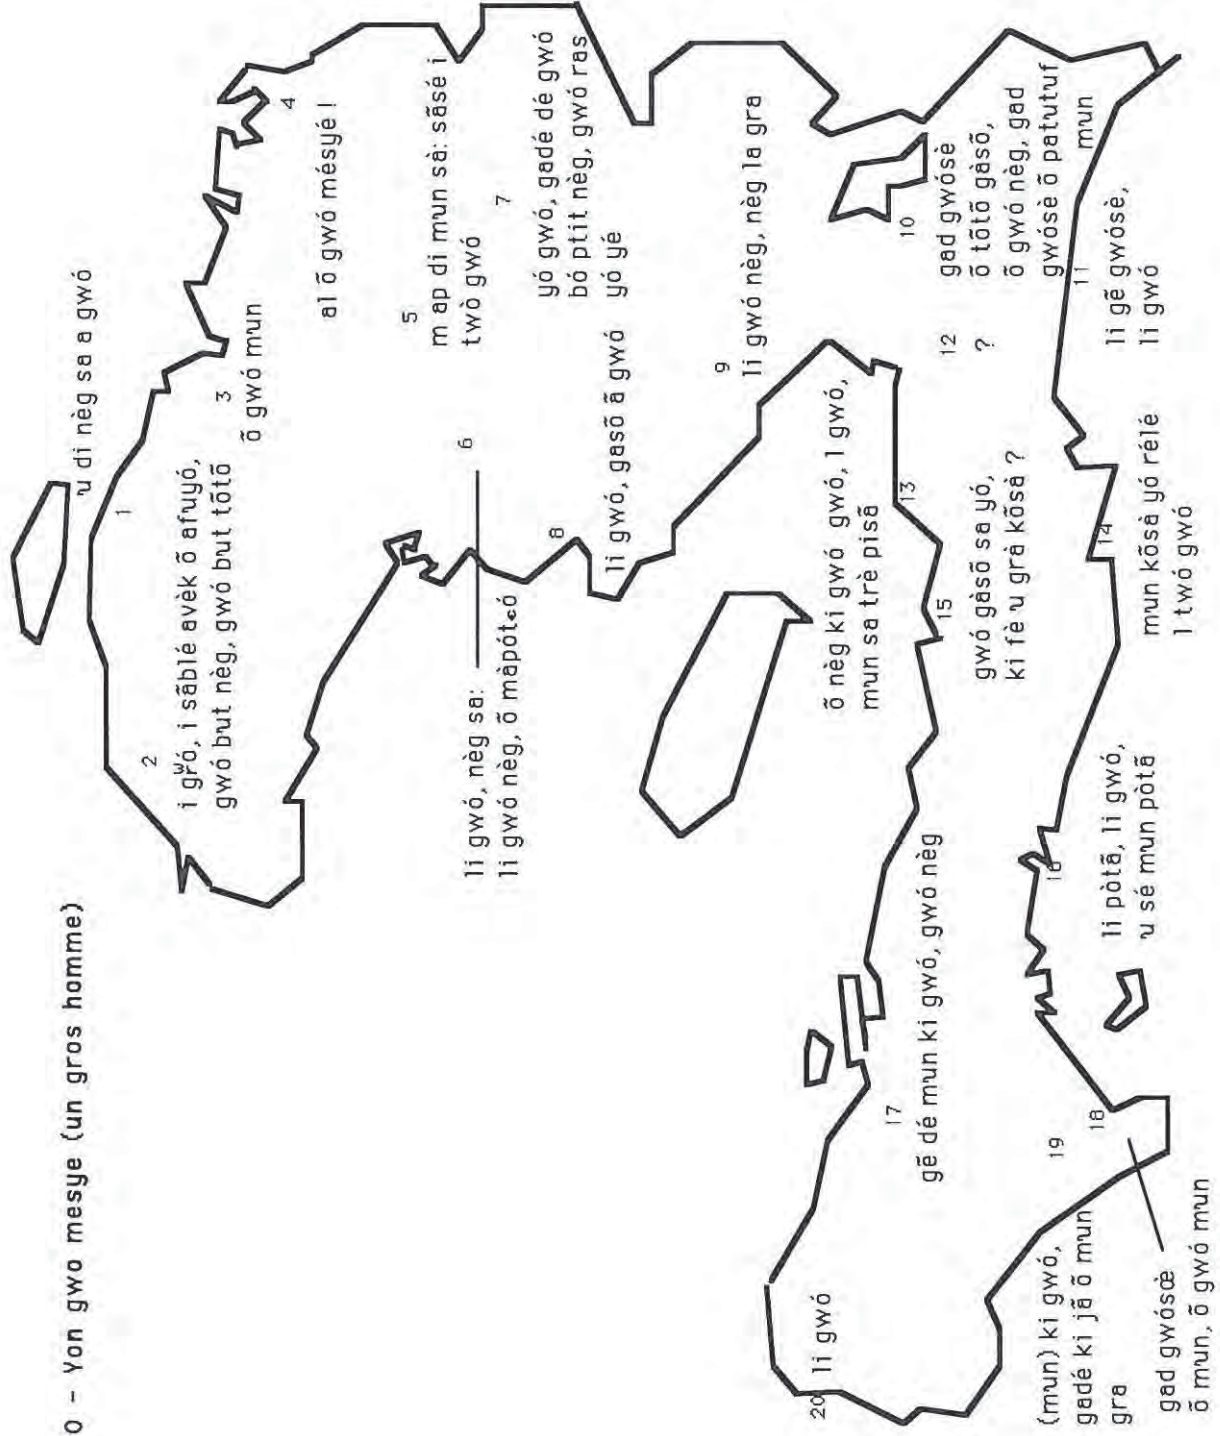 0 - Yon gwo mesye (un gros homme)
u di nèg sa a gwó
1
2
i gwó, i sãblé avèk õ afuyó,
gwó but nèg, gwó but tõtõ
3
õ gwó mun
4
al õ gwó mésyé !
5
m ap di mun sà: sãsé i
twò gwó
6
li gwó, nèg sa:
li gwó nèg, õ màpótcó
7
yó gwó, gadé dé gwó
bó ptit nèg, gwó ras
yó yé
8
li gwó, gasõ ã gwó
9
li gwó nèg, nèg la gra
10
gad gwósè
õ tõtõ gàsõ,
õ gwó nèg, gad
gwósè õ patutuf
mun
11
li gẽ gwósè,
li gwó
12
?
13
õ nèg ki gwó gwó, l gwó,
mun sa trè pisã
14
mun kõsà yó rélé
l twó gwó
15
gwó gàsõ sa yó,
ki fè u grà kõsà ?
16
li pòtã, li gwó,
u sé mun pòtã
17
gẽ dé mun ki gwó, gwó nèg
18
gad gwósœ̀
õ mun, õ gwó mun
19
(mun) ki gwó,
gadé ki jã õ mun
gra
20
li gwó